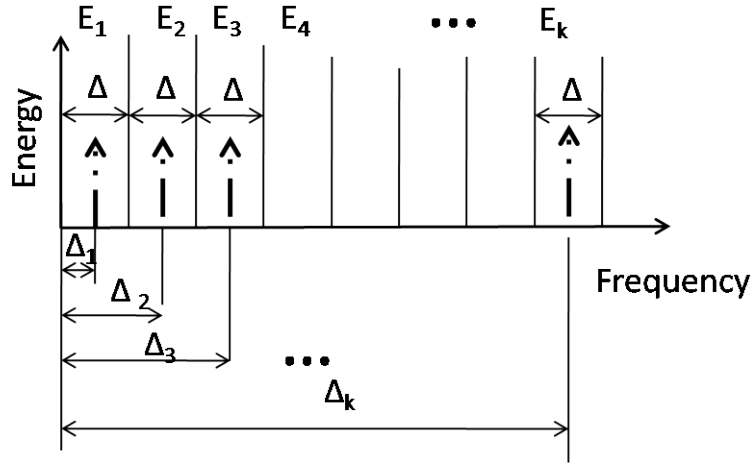 E1 E2 E3 E4 ••• Ek
Δ Δ Δ Δ
Energy
Δ1
Frequency
Δ2
Δ3 •••
Δk